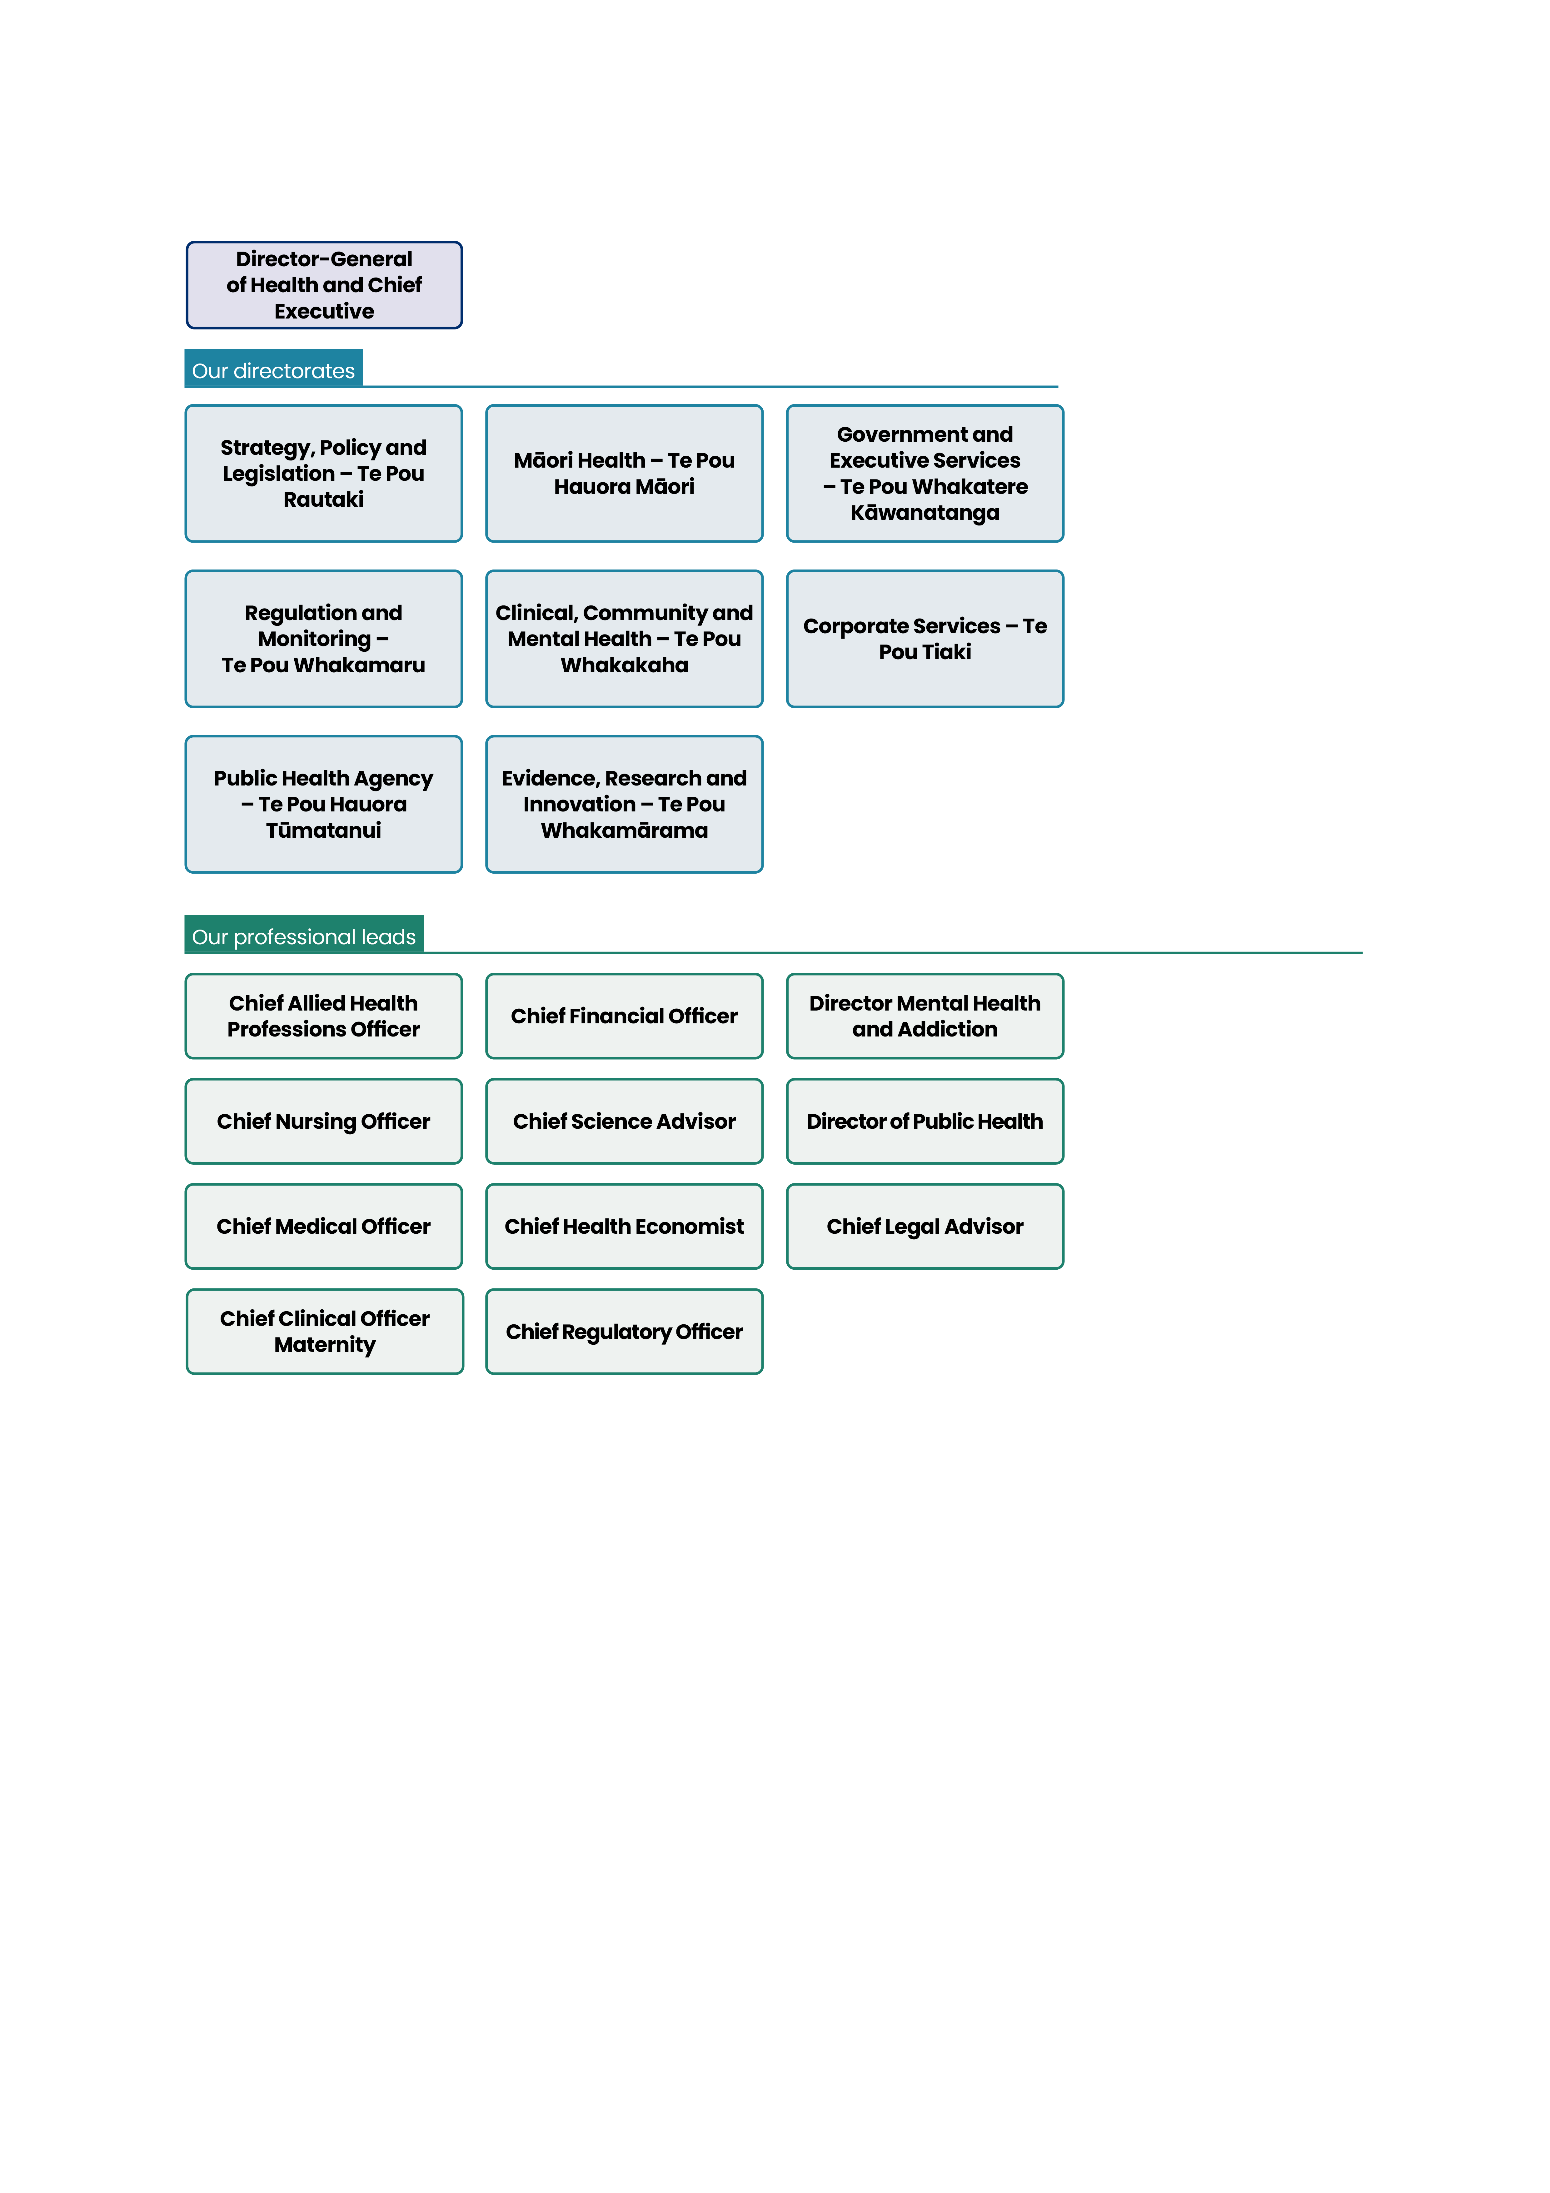 Director-General
of Health and Chief
Executive
Our directorates
Strategy, Policy and
Legislation – Te Pou
Rautaki
Māori Health – Te Pou
Hauora Māori
Government and
Executive Services
– Te Pou Whakatere
Kāwanatanga
Regulation and
Monitoring –
Te Pou Whakamaru
Clinical, Community and
Mental Health – Te Pou
Whakakaha
Corporate Services – Te
Pou Tiaki
Public Health Agency
– Te Pou Hauora
Tūmatanui
Evidence, Research and
Innovation – Te Pou
Whakamārama
Our professional leads
Chief Allied Health
Professions Officer
Chief Financial Officer
Director Mental Health
and Addiction
Chief Nursing Officer
Chief Science Advisor
Director of Public Health
Chief Medical Officer
Chief Health Economist
Chief Legal Advisor
Chief Clinical Officer
Maternity
Chief Regulatory Officer